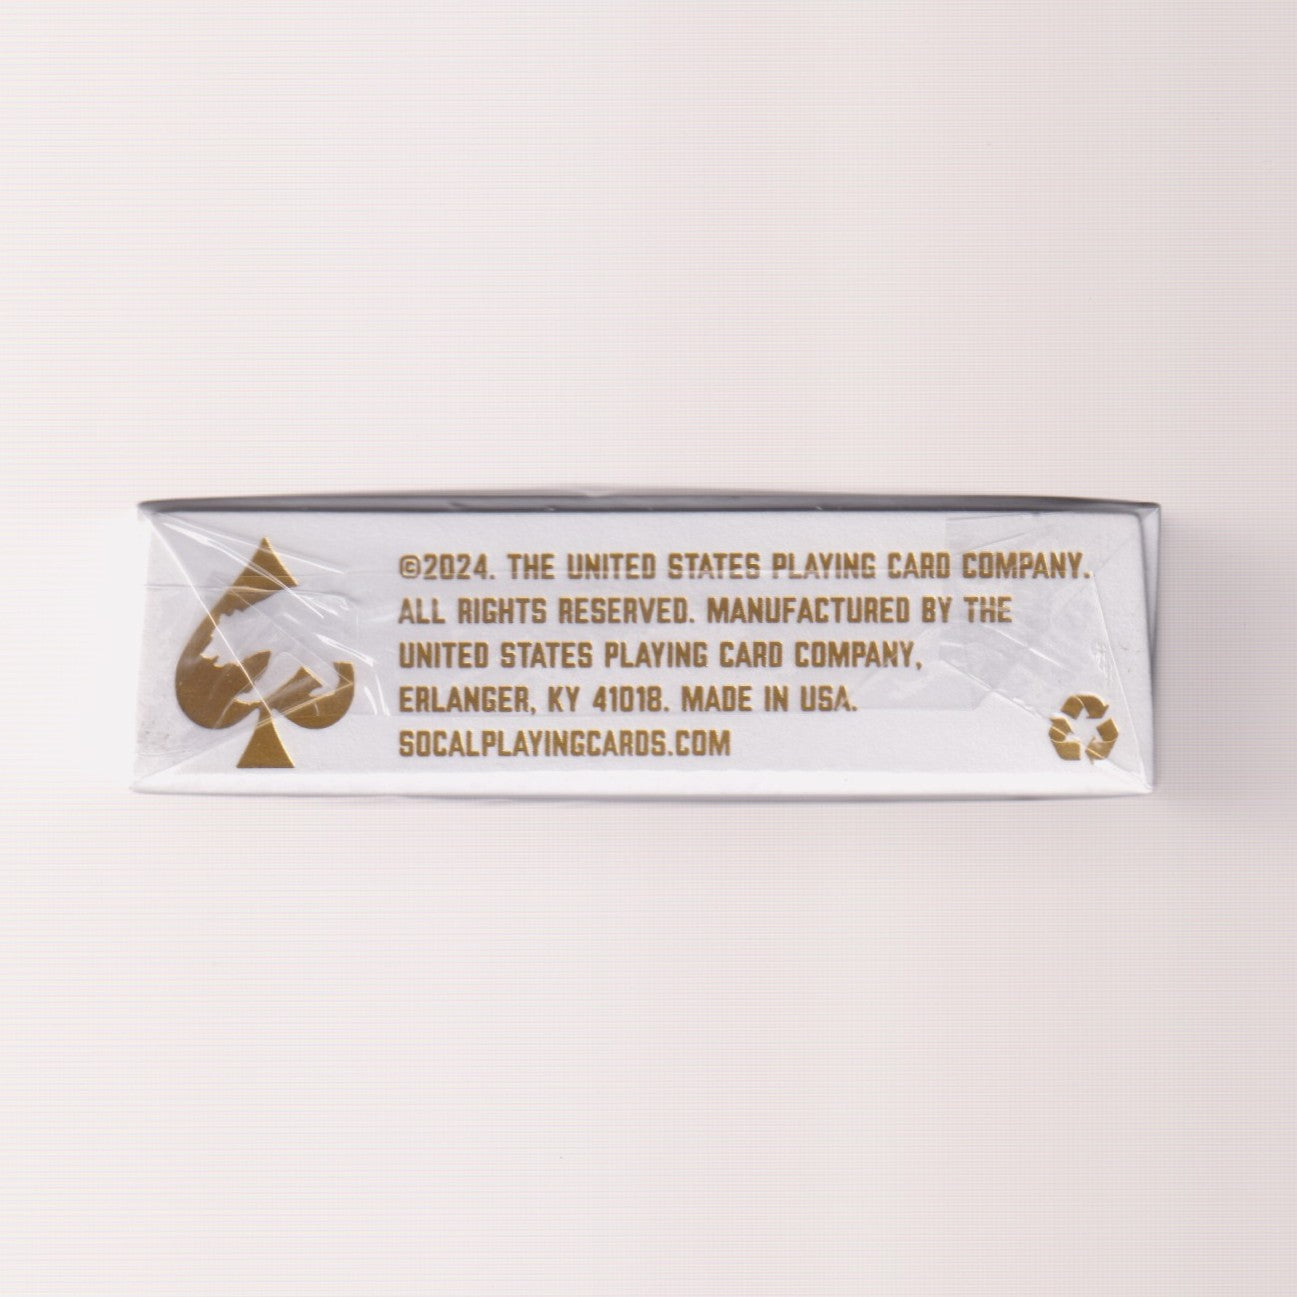 ©2024. THE UNITED STATES PLAYING CARD COMPANY.
ALL RIGHTS RESERVED. MANUFACTURED BY THE
UNITED STATES PLAYING CARD COMPANY,
ERLANGER, KY 41018. MADE IN USA.
SOCALPLAYINGCARDS.COM